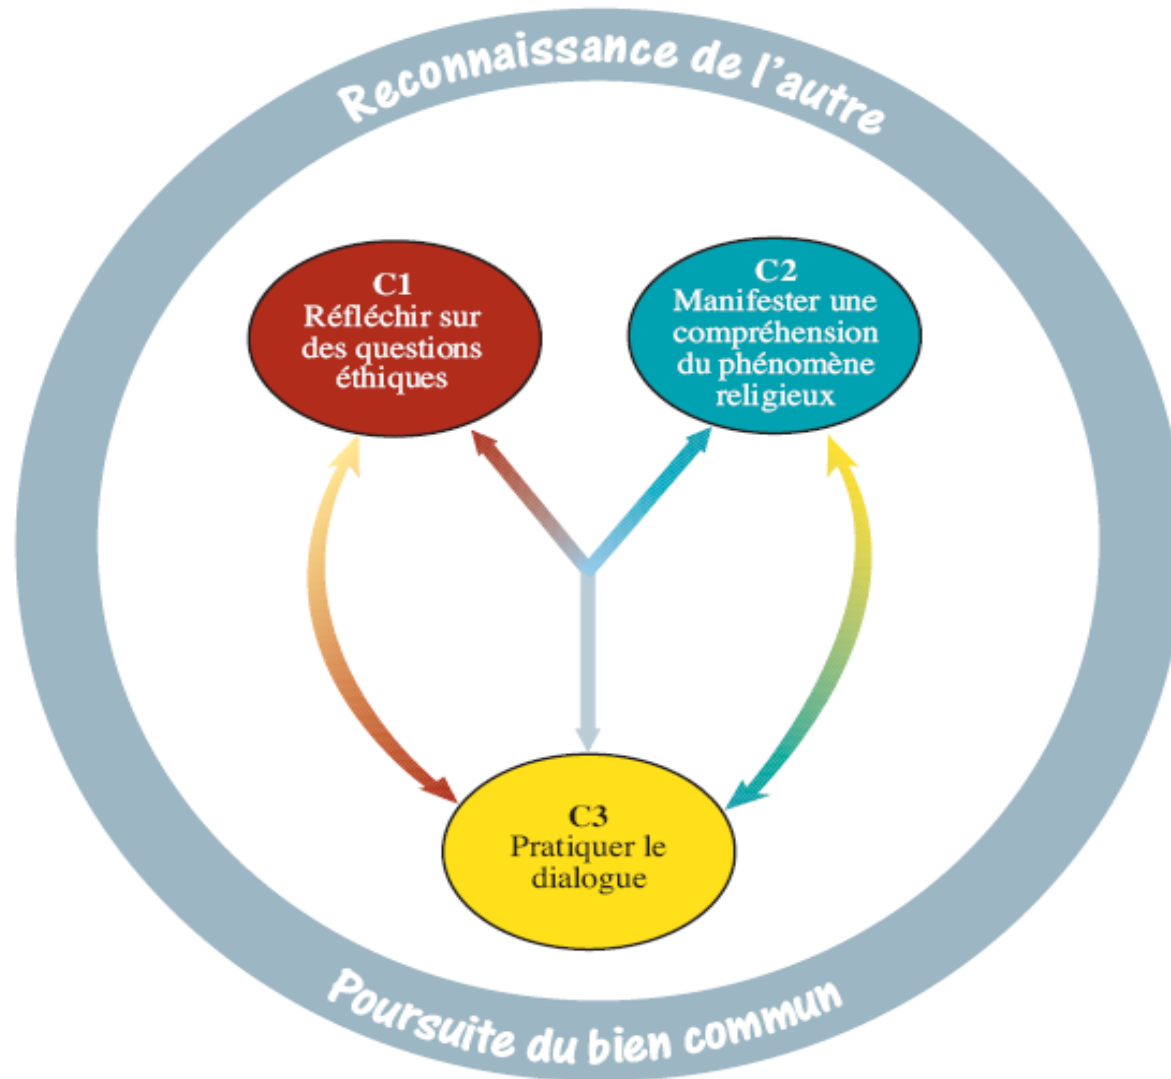 Reconnaissance de l'autre
C1
Réfléchir sur
des questions
éthiques
C2
Manifester une
compréhension
du phénomène
religieux
C3
Pratiquer le
dialogue
Poursuite du bien commun